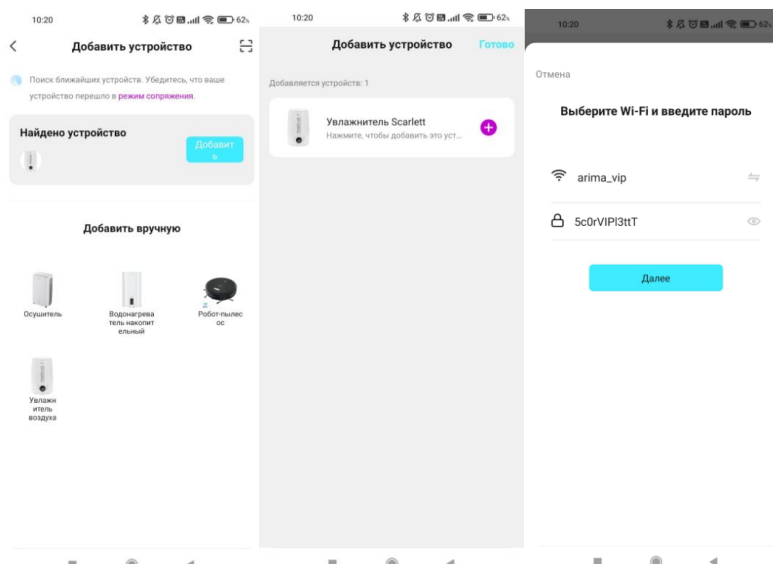 10:20
62
Добавить устройство
Поиск ближайших устройств. Убедитесь, что ваше
устройство перешло в режим сопряжения.
Найдено устройство
Добавит
ь
Добавить вручную
Осушитель
Водонагрева
тель накопит
ельный
Робот-пылес
ос
Увлажн
итель
воздуха
10:20
62
Добавить устройство
Готово
Добавляется устройств: 1
Увлажнитель Scarlett
Нажмите, чтобы добавить это уст...
10:20
62
Отмена
Выберите Wi-Fi и введите пароль
arima_vip
5c0rVIPl3ttT
Далее